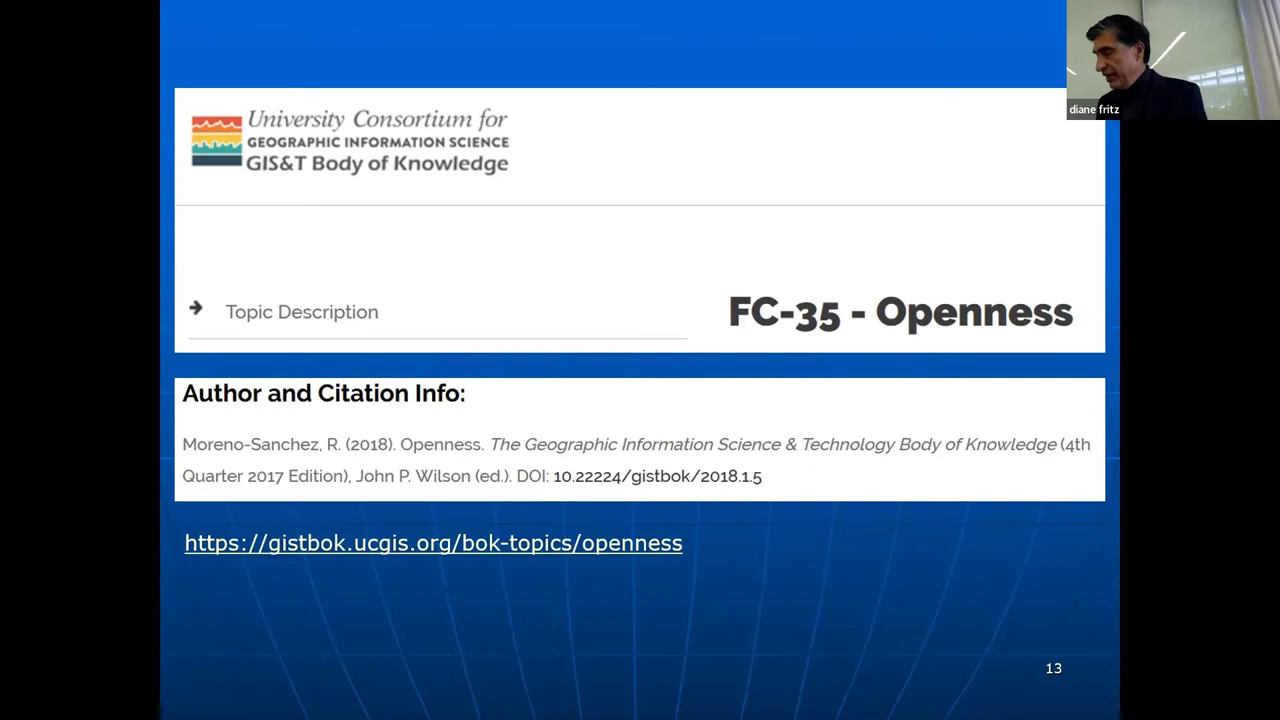 University Consortium for
GEOGRAPHIC INFORMATION SCIENCE
GIS&T Body of Knowledge
diane fritz
Topic Description
FC-35 - Openness
Author and Citation Info:
Moreno-Sanchez, R. (2018). Openness. The Geographic Information Science & Technology Body of Knowledge (4th
Quarter 2017 Edition), John P. Wilson (ed.). DOI: 10.22224/gistbok/2018.1.5
https://gistbok.ucgis.org/bok-topics/openness
13